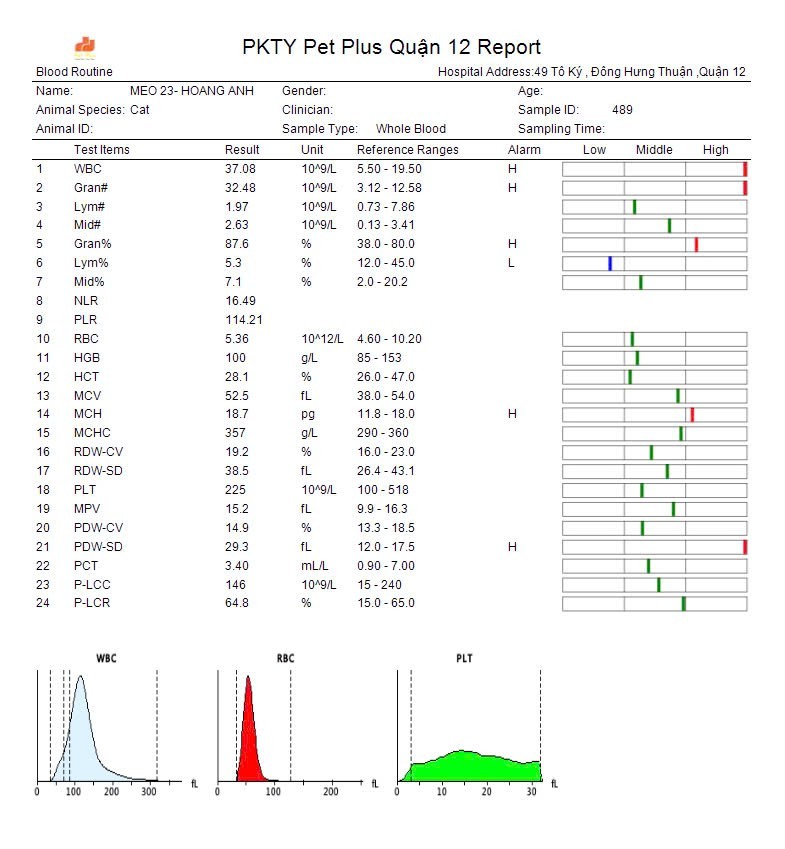 PKTY Pet Plus Quận 12 Report
Blood Routine Hospital Address:49 Tô Ký , Đông Hưng Thuận ,Quận 12
Name: MEO 23- HOANG ANH Gender: Age:
Animal Species: Cat Clinician: Sample ID: 489
Animal ID: Sample Type: Whole Blood Sampling Time:
Test Items Result Unit Reference Ranges Alarm Low Middle High
1 WBC 37.08 10^9/L 5.50 - 19.50 H
2 Gran# 32.48 10^9/L 3.12 - 12.58 H
3 Lym# 1.97 10^9/L 0.73 - 7.86
4 Mid# 2.63 10^9/L 0.13 - 3.41
5 Gran% 87.6 % 38.0 - 80.0 H
6 Lym% 5.3 % 12.0 - 45.0 L
7 Mid% 7.1 % 2.0 - 20.2
8 NLR 16.49
9 PLR 114.21
10 RBC 5.36 10^12/L 4.60 - 10.20
11 HGB 100 g/L 85 - 153
12 HCT 28.1 % 26.0 - 47.0
13 MCV 52.5 fL 38.0 - 54.0
14 MCH 18.7 pg 11.8 - 18.0 H
15 MCHC 357 g/L 290 - 360
16 RDW-CV 19.2 % 16.0 - 23.0
17 RDW-SD 38.5 fL 26.4 - 43.1
18 PLT 225 10^9/L 100 - 518
19 MPV 15.2 fL 9.9 - 16.3
20 PDW-CV 14.9 % 13.3 - 18.5
21 PDW-SD 29.3 fL 12.0 - 17.5 H
22 PCT 3.40 mL/L 0.90 - 7.00
23 P-LCC 146 10^9/L 15 - 240
24 P-LCR 64.8 % 15.0 - 65.0
WBC RBC PLT
0 100 200 300 fL 0 100 200 fL 0 10 20 30 fL